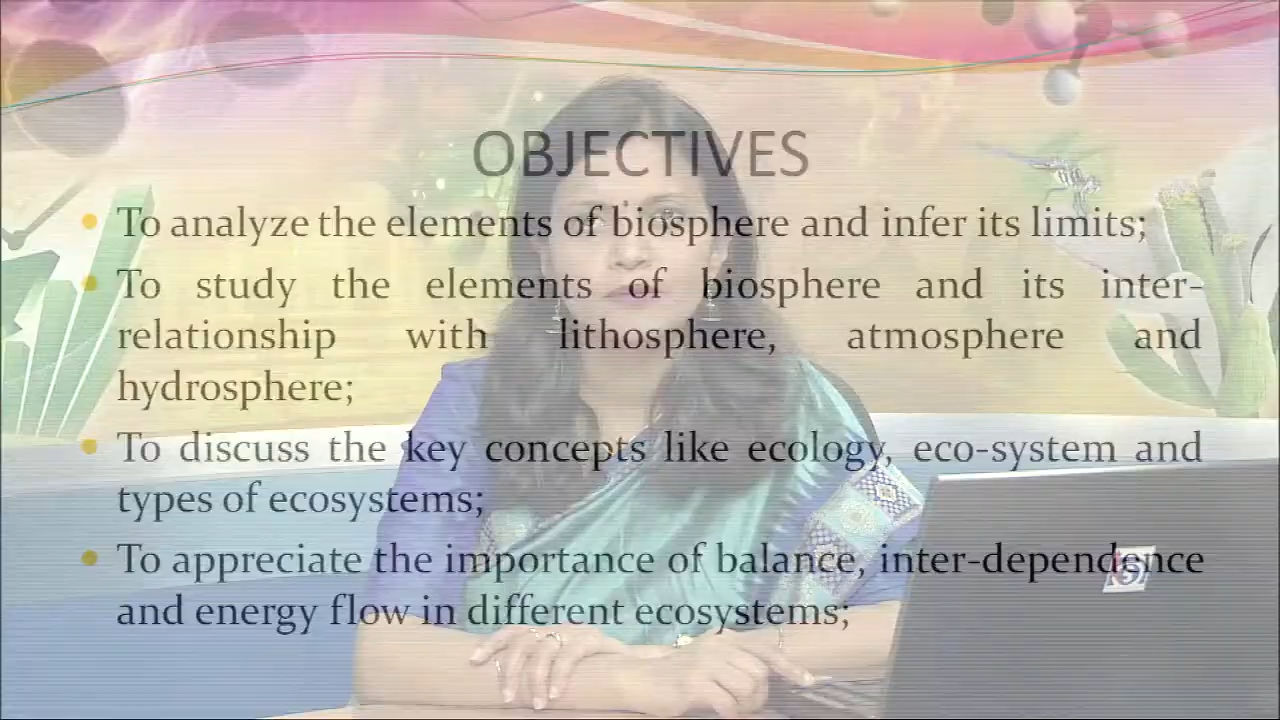 OBJECTIVES
To analyze the elements of biosphere and infer its limits;
To study the elements of biosphere and its inter-
relationship with lithosphere, atmosphere and
hydrosphere;
To discuss the key concepts like ecology, eco-system and
types of ecosystems;
To appreciate the importance of balance, inter-dependence
and energy flow in different ecosystems;